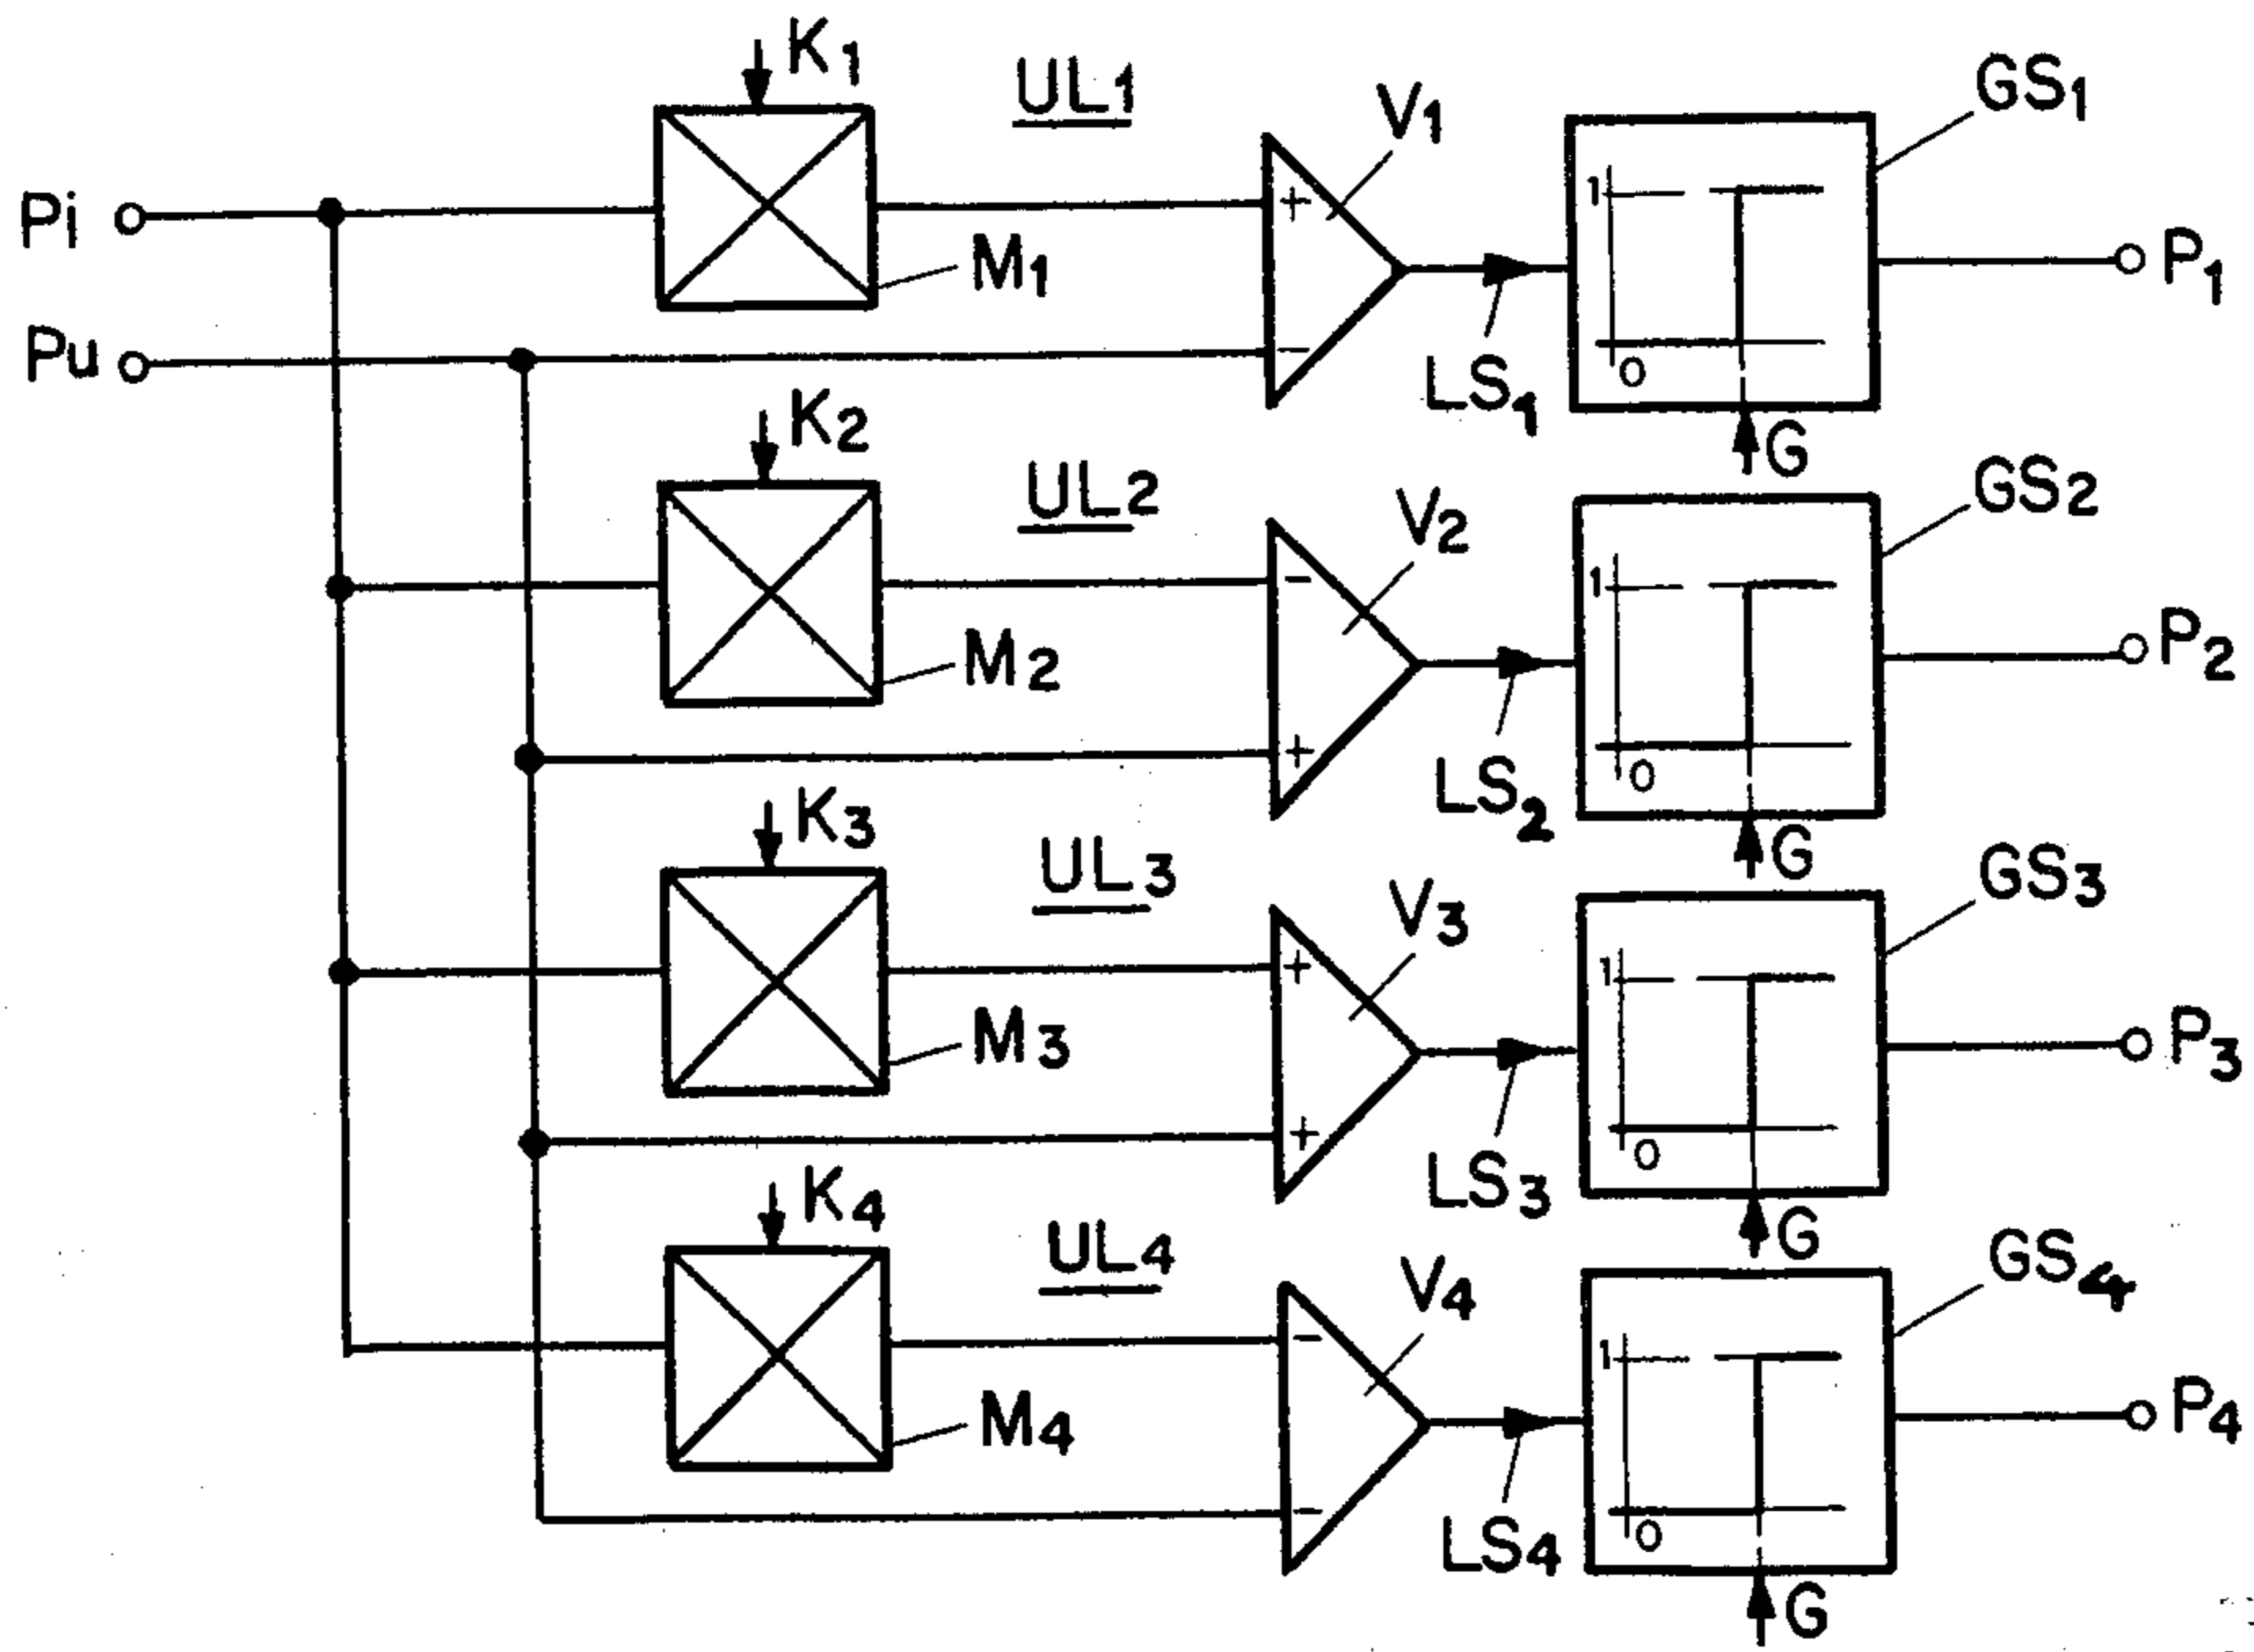 K1
UL1
V1
GS1
Pi
+
1
M1
P1
Pu
−
0
LS1
K2
G
UL2
V2
GS2
−
1
M2
P2
+
0
LS2
K3
G
UL3
V3
GS3
+
1
M3
P3
+
0
LS3
K4
G
UL4
V4
GS4
−
1
M4
P4
−
0
LS4
G